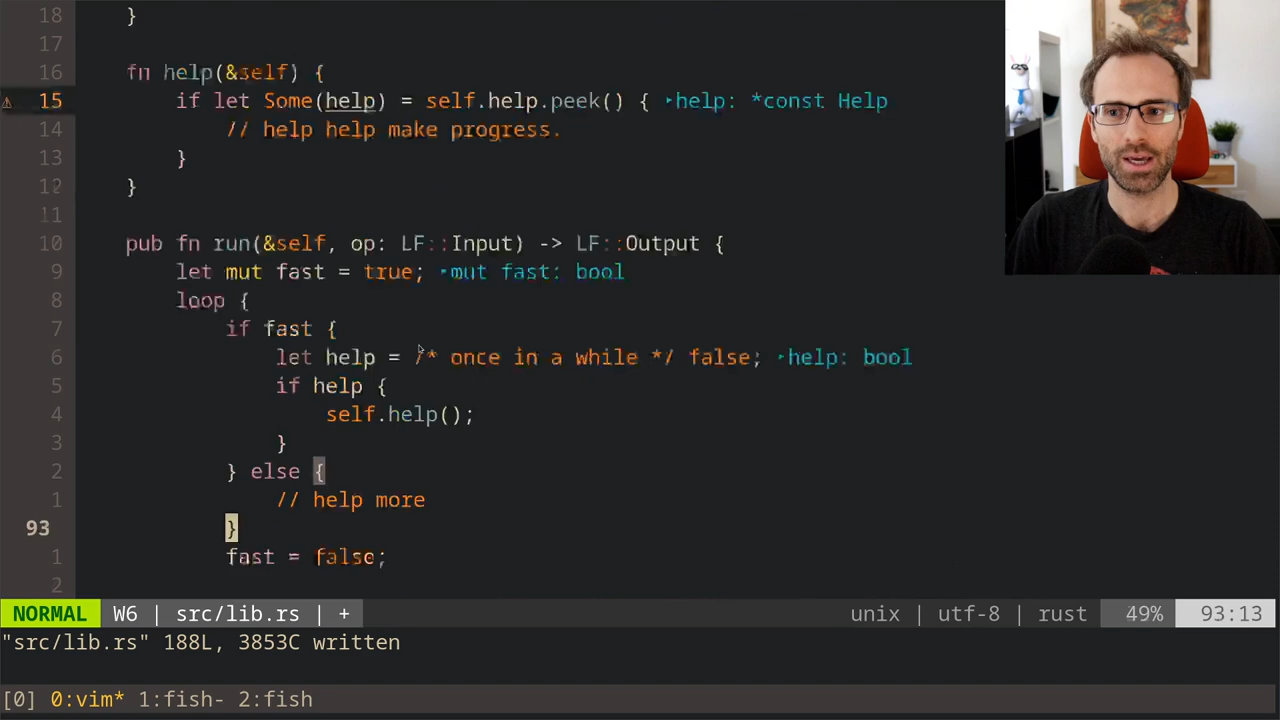 18 }
17
16 fn help(&self) {
⚠ 15 if let Some(help) = self.help.peek() { ‣help: *const Help
14 // help help make progress.
13 }
12 }
11
10 pub fn run(&self, op: LF::Input) -> LF::Output {
9 let mut fast = true; ‣mut fast: bool
8 loop {
7 if fast {
6 let help = /* once in a while */ false; ‣help: bool
5 if help {
4 self.help();
3 }
2 } else {
1 // help more
93 }
1 fast = false;
2
NORMAL W6 | src/lib.rs | + unix | utf-8 | rust 49% 93:13
"src/lib.rs" 188L, 3853C written
[0] 0:vim* 1:fish- 2:fish